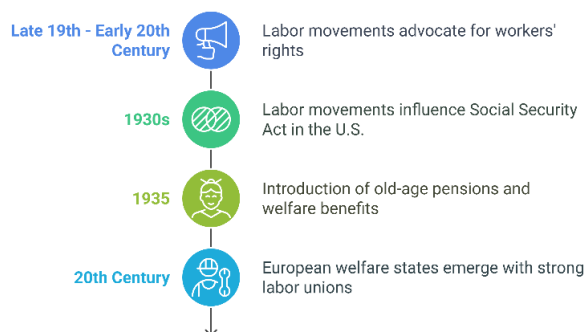 Late 19th - Early 20th
Century
Labor movements advocate for workers'
rights
1930s
Labor movements influence Social Security
Act in the U.S.
1935
Introduction of old-age pensions and
welfare benefits
20th Century
European welfare states emerge with strong
labor unions